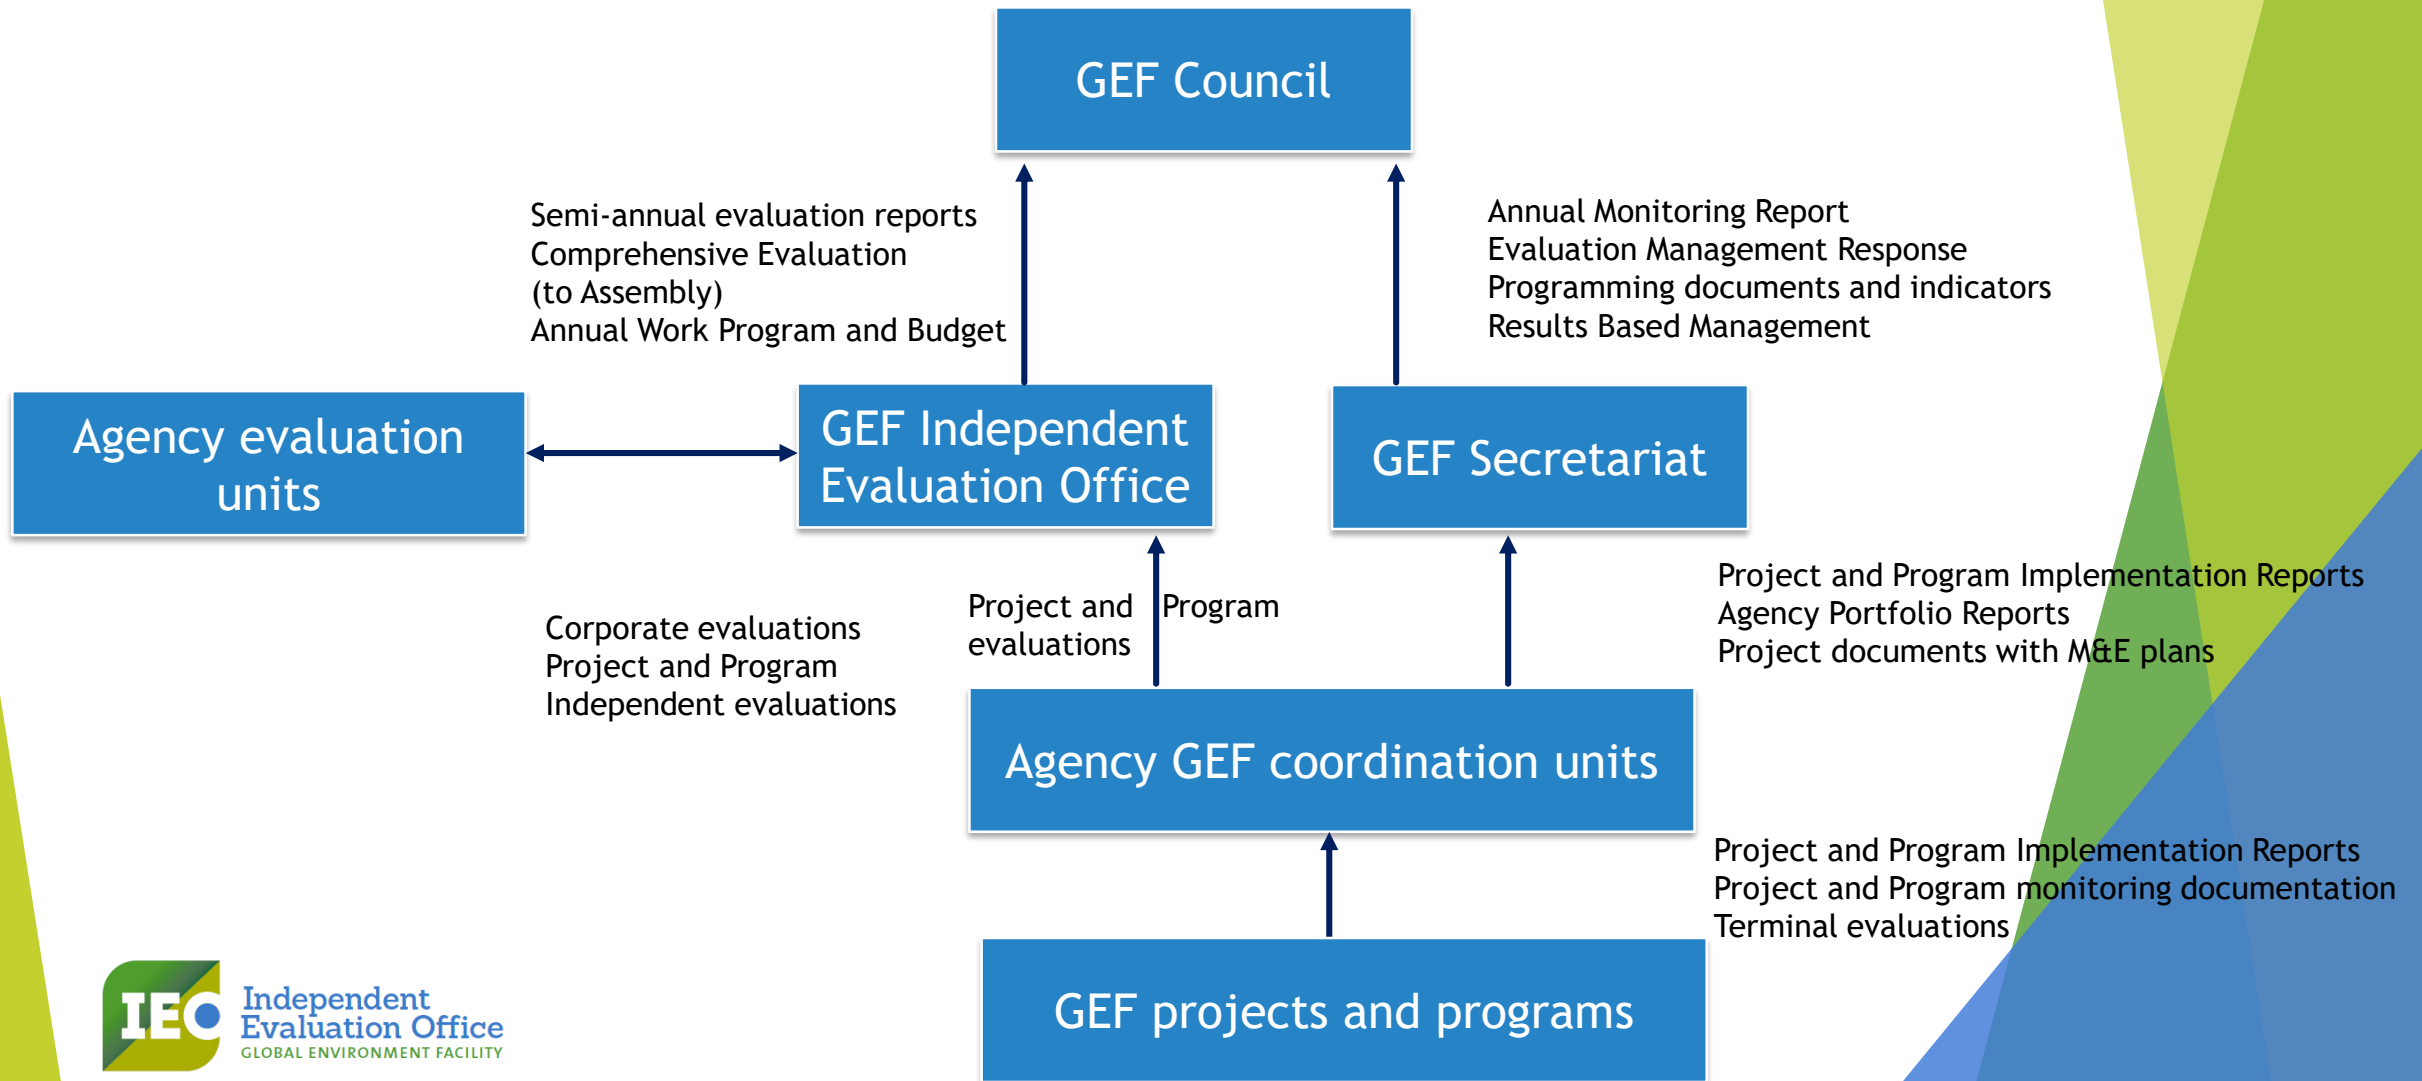 GEF Council
Semi-annual evaluation reports
Comprehensive Evaluation
(to Assembly)
Annual Work Program and Budget
Annual Monitoring Report
Evaluation Management Response
Programming documents and indicators
Results Based Management
Agency evaluation
units
GEF Independent
Evaluation Office
GEF Secretariat
Corporate evaluations
Project and Program
Independent evaluations
Project and Program
evaluations
Project and Program Implementation Reports
Agency Portfolio Reports
Project documents with M&E plans
Agency GEF coordination units
Project and Program Implementation Reports
Project and Program monitoring documentation
Terminal evaluations
GEF projects and programs
IEO
Independent
Evaluation Office
GLOBAL ENVIRONMENT FACILITY